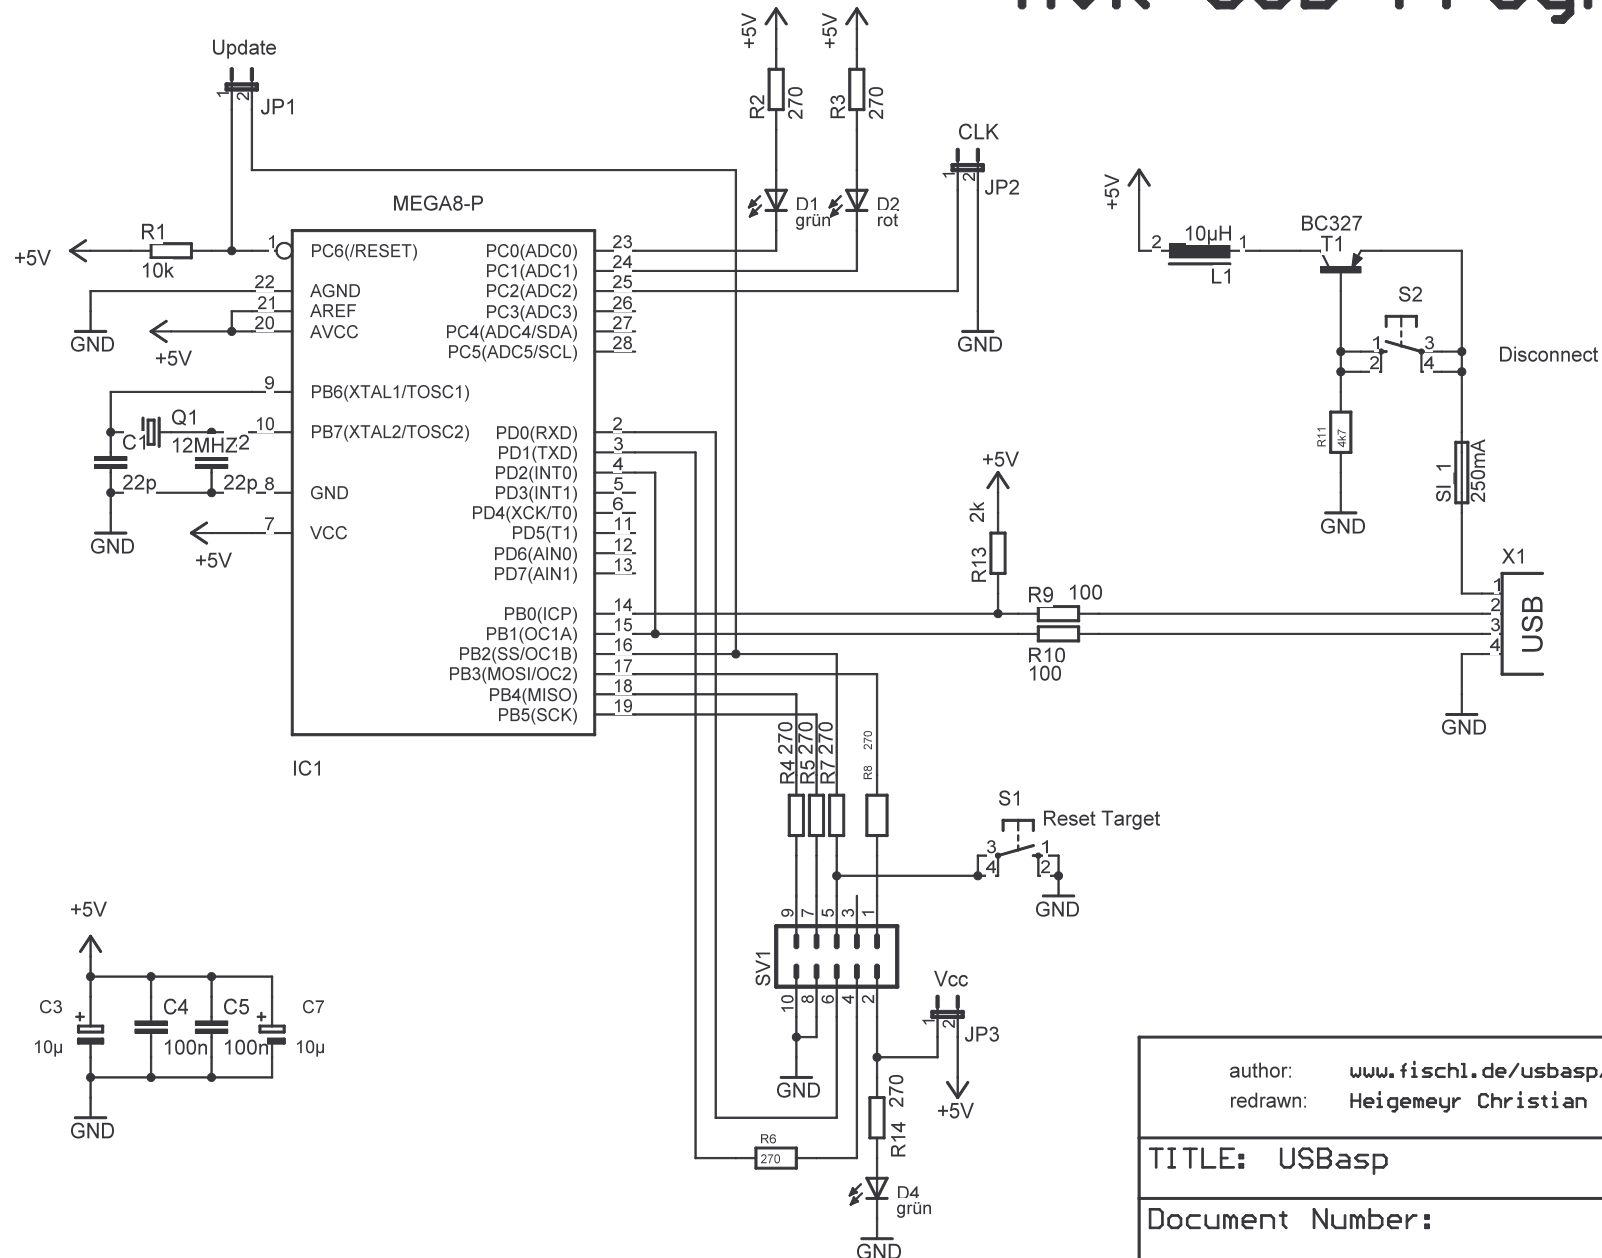 Update
1
2
JP1
+5V
R2
270
+5V
R3
270
CLK
1
2
JP2
GND
MEGA8-P
D1
grün
D2
rot
+5V
R1
10k
1
PC6(/RESET)
22
AGND
21
AREF
20
AVCC
GND
+5V
9
PB6(XTAL1/TOSC1)
10
PB7(XTAL2/TOSC2)
Q1
12MHZ
C1
2
22p
22p
8
GND
7
VCC
GND
+5V
PC0(ADC0)
23
PC1(ADC1)
24
PC2(ADC2)
25
PC3(ADC3)
26
PC4(ADC4/SDA)
27
PC5(ADC5/SCL)
28
PD0(RXD)
2
PD1(TXD)
3
PD2(INT0)
4
PD3(INT1)
5
PD4(XCK/T0)
6
PD5(T1)
11
PD6(AIN0)
12
PD7(AIN1)
13
PB0(ICP)
14
PB1(OC1A)
15
PB2(SS/OC1B)
16
PB3(MOSI/OC2)
17
PB4(MISO)
18
PB5(SCK)
19
IC1
+5V
2
10µH
1
L1
BC327
T1
S2
1
2
3
4
Disconnect
R11
4k7
GND
SI_1
250mA
+5V
2k
R13
R9
100
R10
100
X1
1
2
3
4
USB
GND
R4 270
R5 270
R7 270
R8 270
S1
Reset Target
3
4
1
2
GND
SV1
9
7
5
3
1
10
8
6
4
2
GND
Vcc
1
2
JP3
+5V
R14 270
R6
270
D4
grün
GND
+5V
C3
10µ
C4
100n
C5
100n
C7
10µ
+
+
GND
author: www.fischl.de/usbasp
redrawn: Heigemeyr Christian
TITLE: USBasp
Document Number: